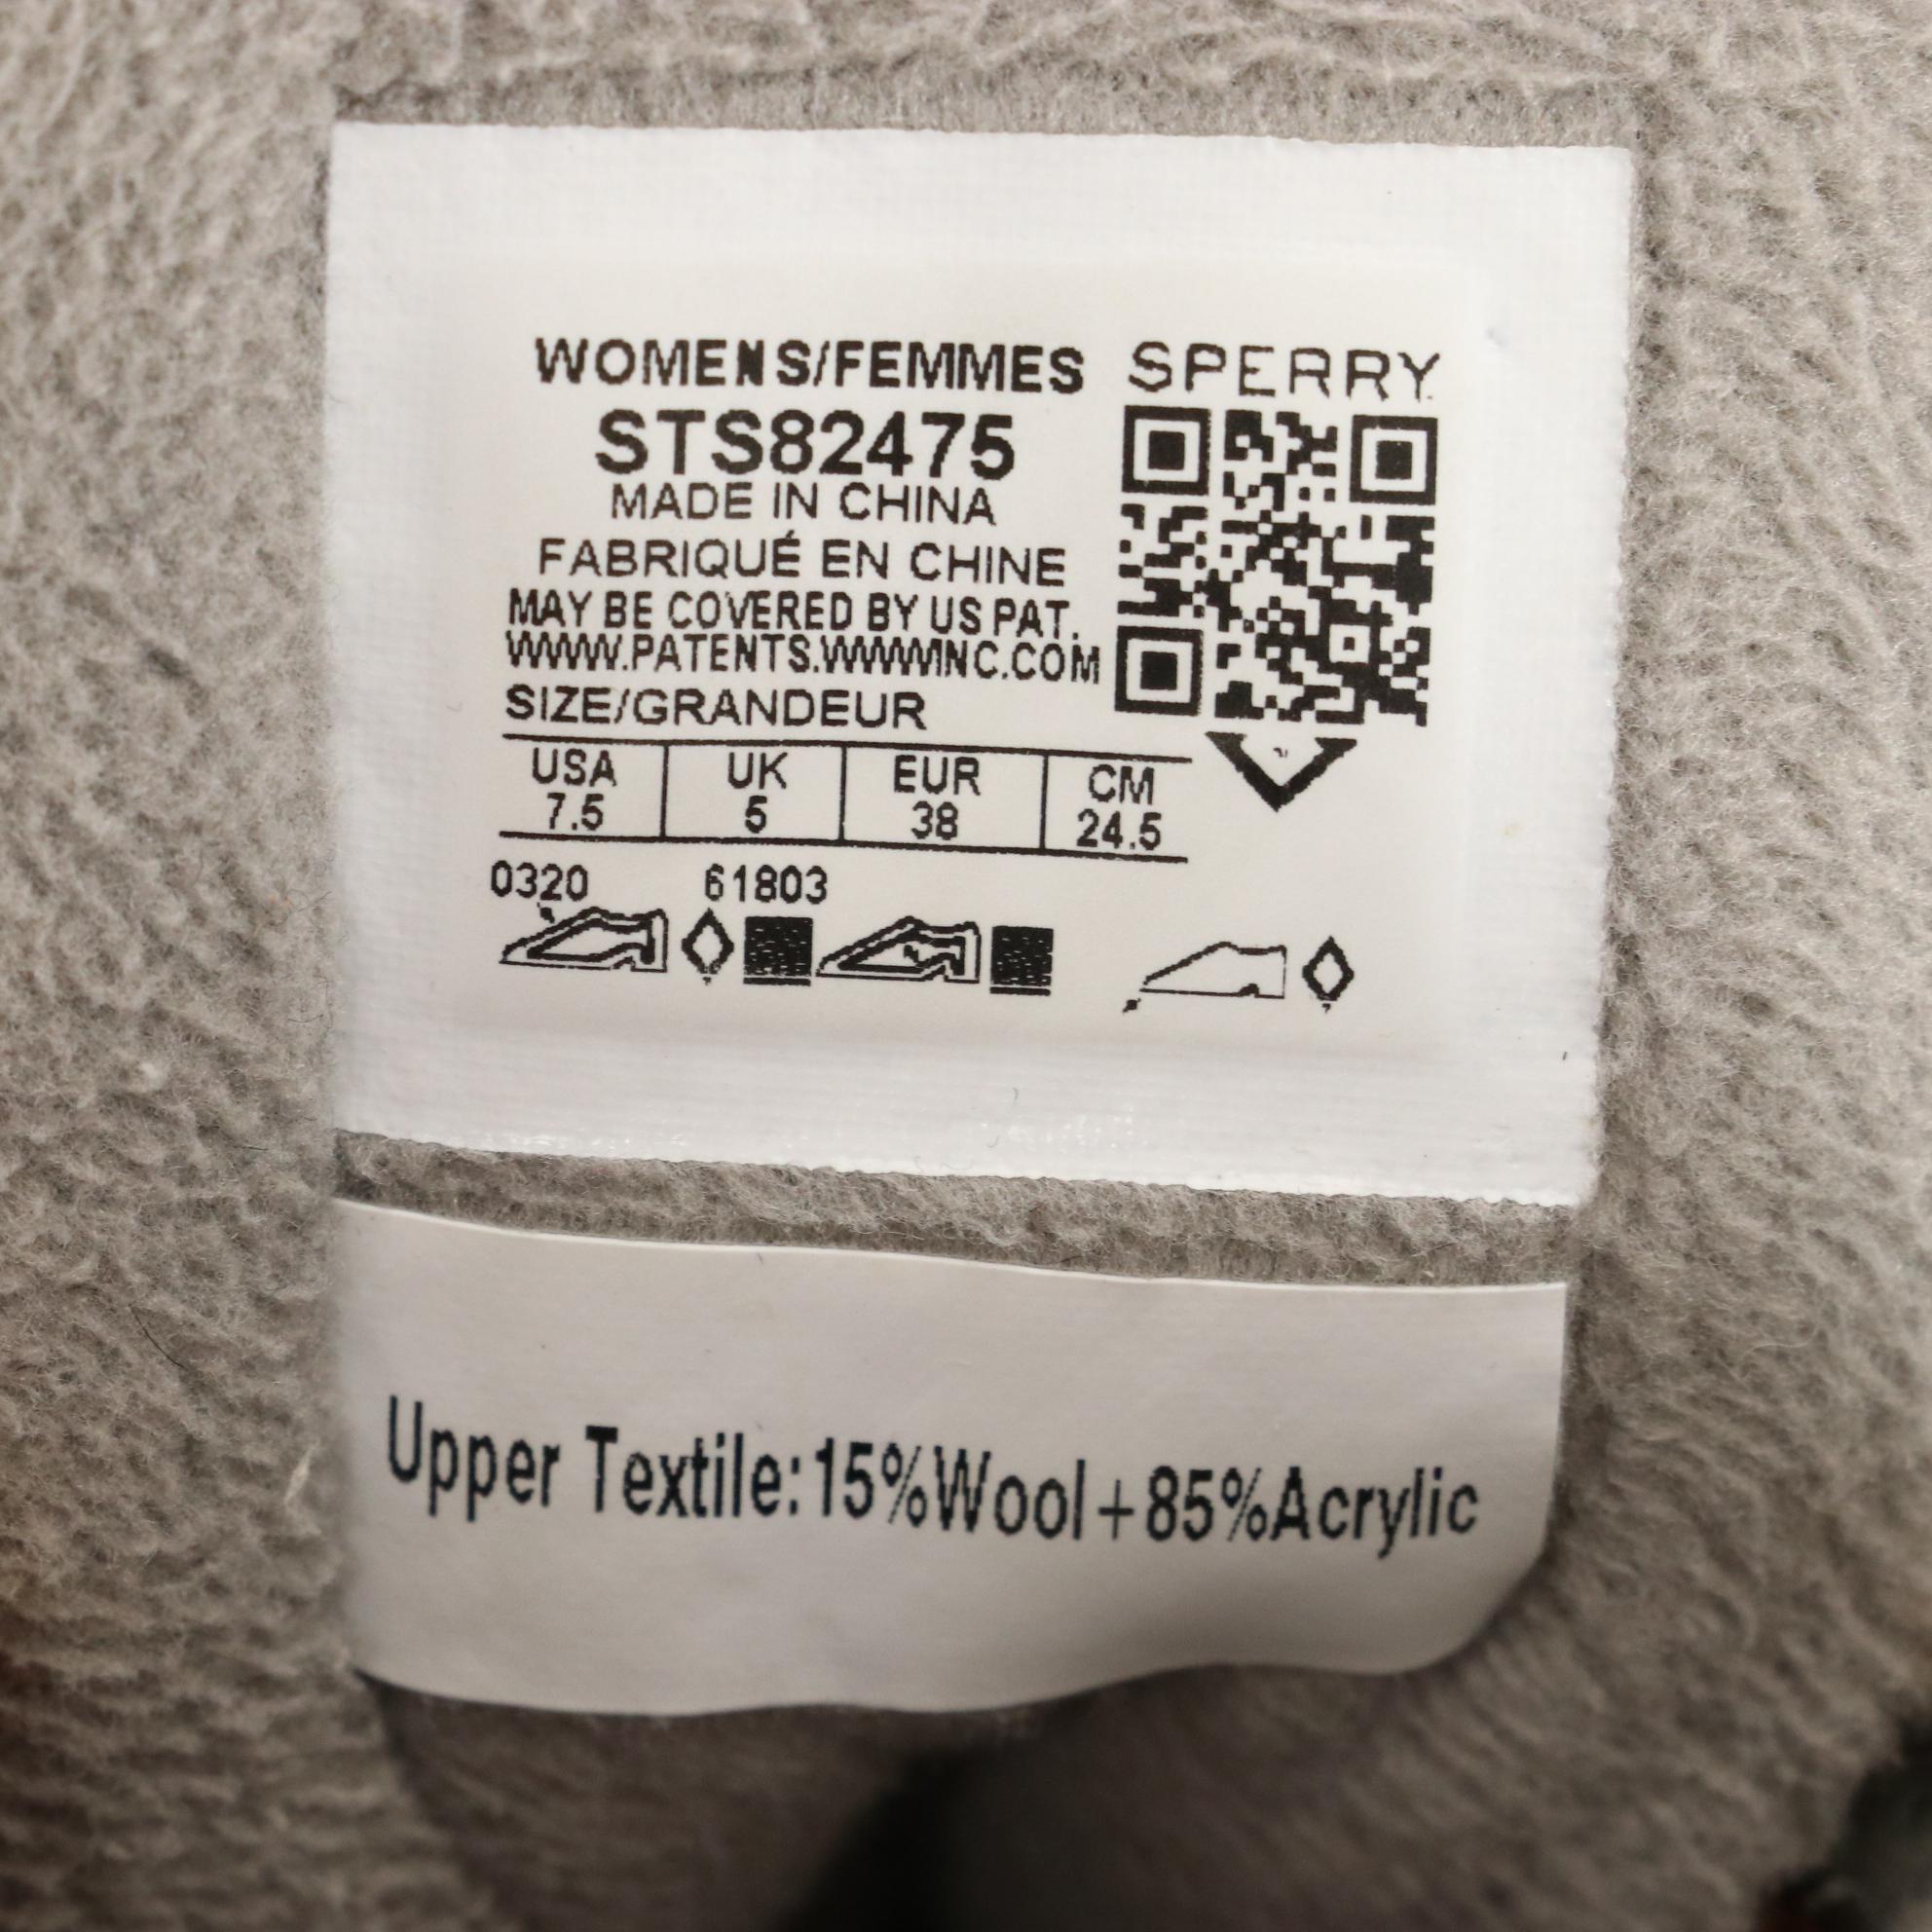 WOMENS/FEMMES
SPERRY
STS82475
MADE IN CHINA
FABRIQUÉ EN CHINE
MAY BE COVERED BY US PAT.
WWW.PATENTS.WWWINC.COM
SIZE/GRANDEUR
USA UK EUR CM
7.5 5 38 24.5
0320 61803
Upper Textile:15%Wool+85%Acrylic